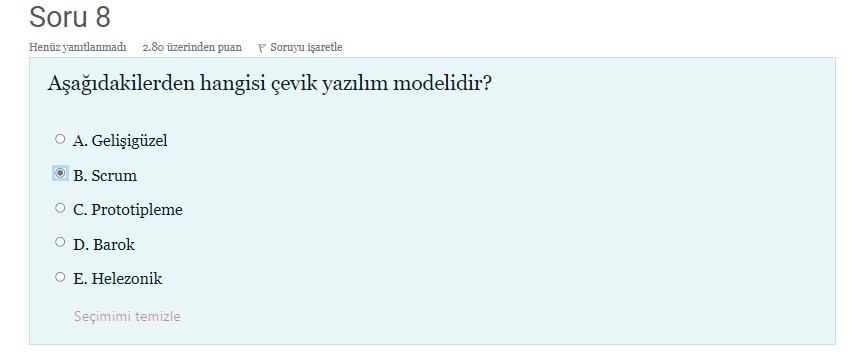 Soru 8
Henüz yanıtlanmadı 2.80 üzerinden puan Soruyu işaretle
Aşağıdakilerden hangisi çevik yazılım modelidir?
A. Gelişigüzel
B. Scrum
C. Prototipleme
D. Barok
E. Helezonik
Seçimimi temizle